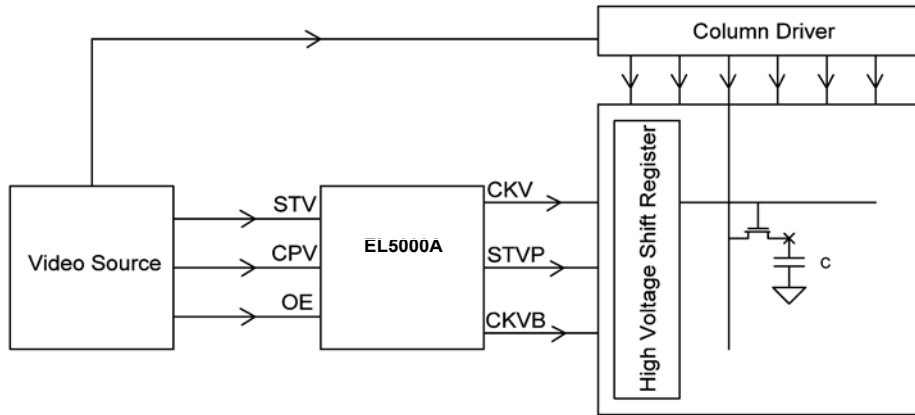 Column Driver
High Voltage Shift Register
STV
CKV
EL5000A
Video Source
CPV
STVP
C
OE
CKVB